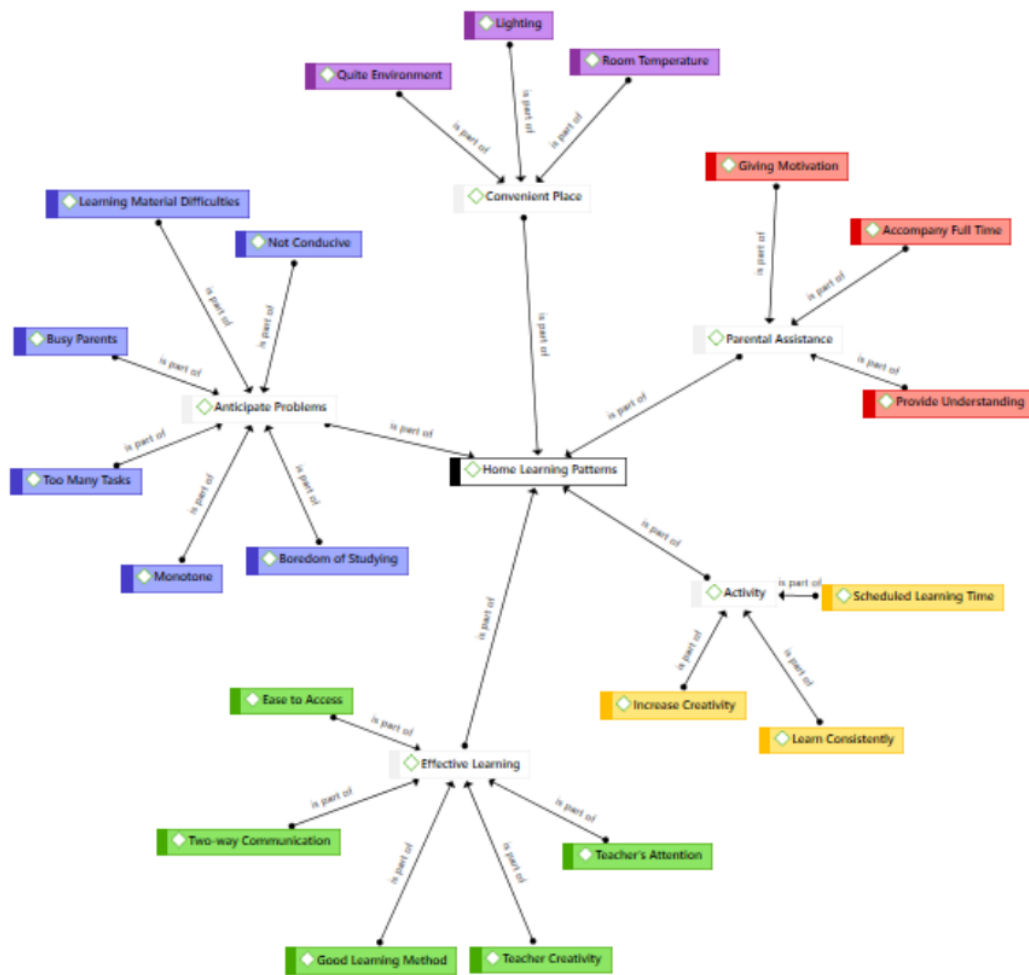 Lighting
Quite Environment
Room Temperature
is part of
is part of
is part of
Convenient Place
Giving Motivation
Learning Material Difficulties
Accompany Full Time
Not Conducive
is part of
is part of
is part of
is part of
is part of
Busy Parents
Parental Assistance
is part of
is part of
is part of
Provide Understanding
Anticipate Problems
is part of
is part of
is part of
Home Learning Patterns
Too Many Tasks
is part of
is part of
Boredom of Studying
Monotone
is part of
is part of
Activity
is part of
Scheduled Learning Time
is part of
is part of
is part of
Ease to Access
Increase Creativity
is part of
Learn Consistently
Effective Learning
is part of
is part of
Two-way Communication
is part of
is part of
Teacher's Attention
Good Learning Method
Teacher Creativity